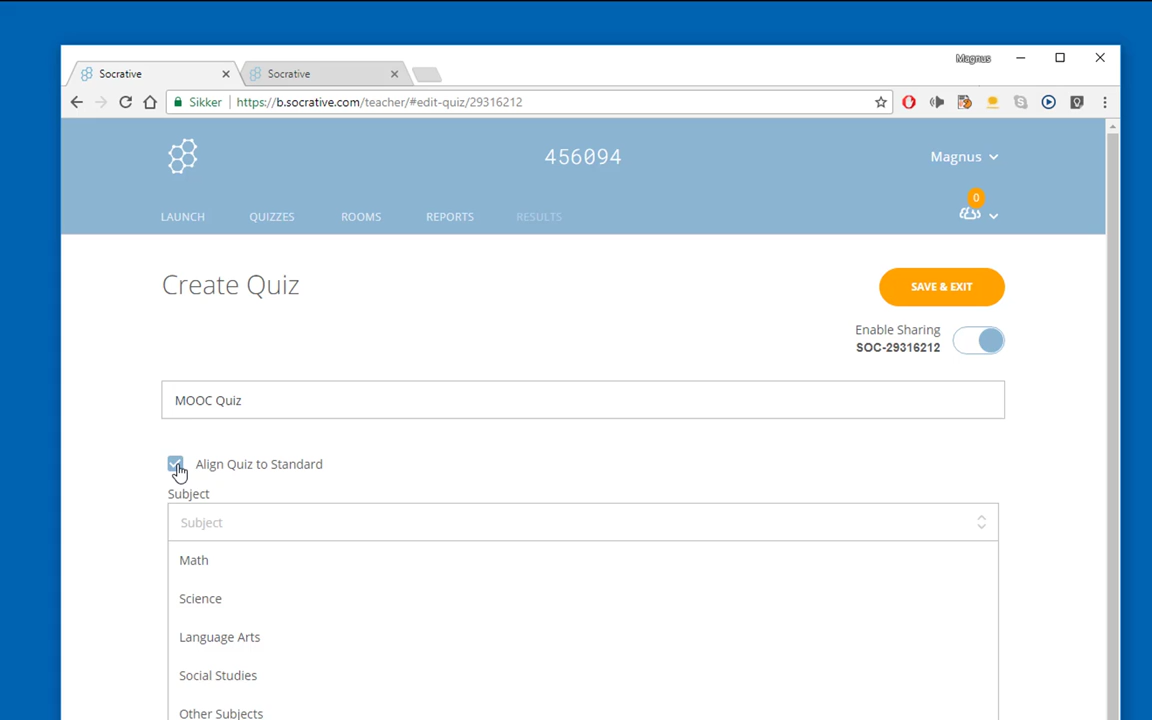 Magnus
Socrative
Socrative
Sikker
https://b.socrative.com/teacher/#edit-quiz/29316212
456094
Magnus
LAUNCH
QUIZZES
ROOMS
REPORTS
RESULTS
0
Create Quiz
SAVE & EXIT
Enable Sharing
SOC-29316212
MOOC Quiz
Align Quiz to Standard
Subject
Subject
Math
Science
Language Arts
Social Studies
Other Subjects